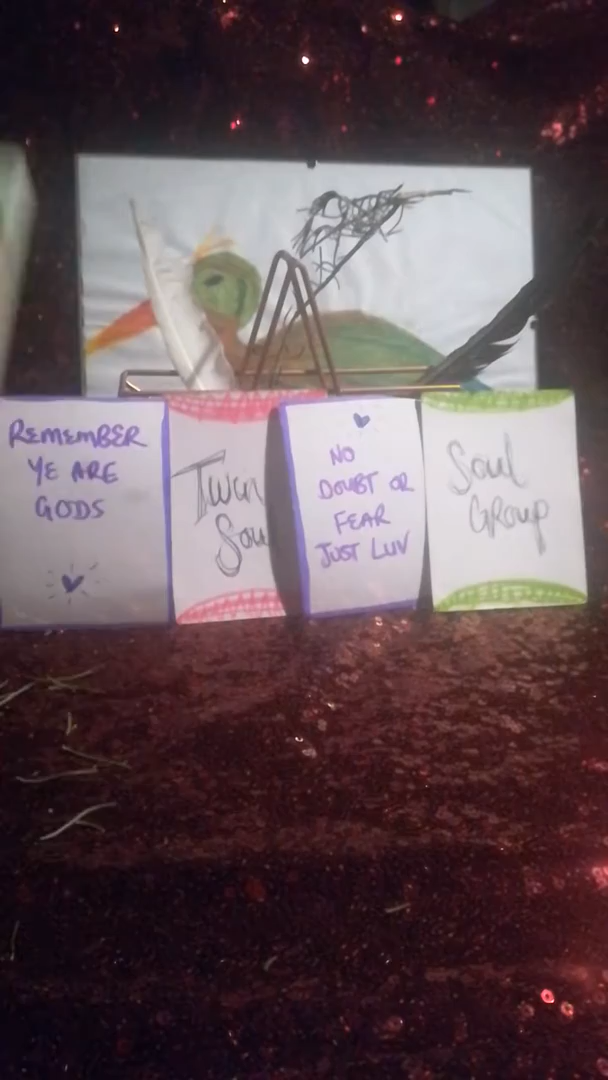 REMEMBER
YE ARE
GODS
Twin
NO
DOUBT OR
FEAR
JUST LUV
Soul
GROUP